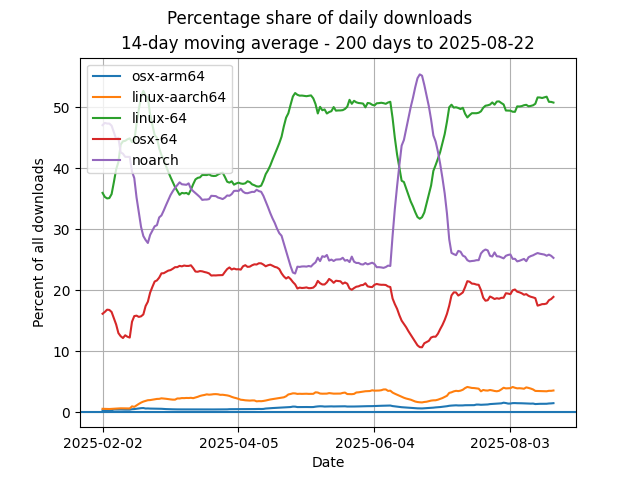 Percentage share of daily downloads
14-day moving average - 200 days to 2025-08-22
osx-arm64
linux-aarch64
linux-64
osx-64
noarch
Percent of all downloads
50
40
30
20
10
0
2025-02-02
2025-04-05
2025-06-04
2025-08-03
Date